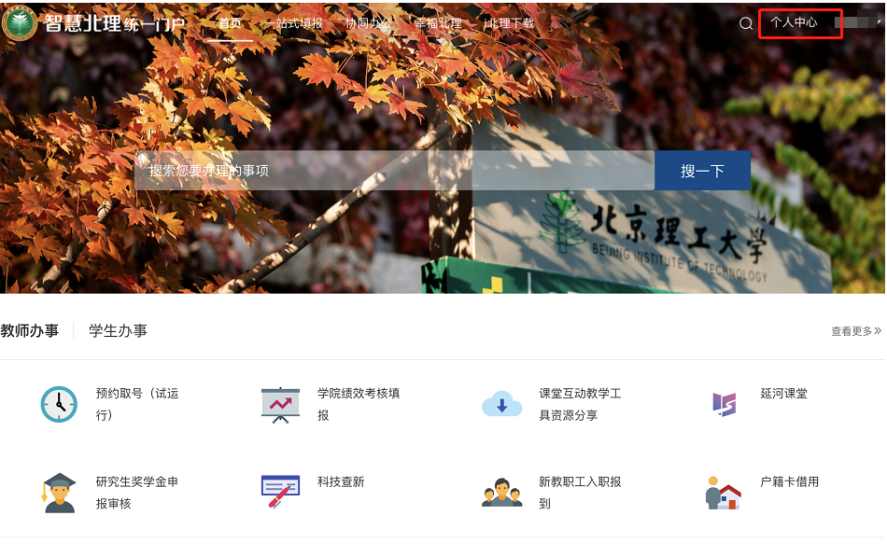 智慧北理统一门户
首页
一站式填报
协同办公
幸福北理
i北理下载
个人中心
搜索您要办理的事项
搜一下
北京理工大学
BEIJING INSTITUTE OF TECHNOLOGY
教师办事
学生办事
查看更多
预约取号（试运
行）
学院绩效考核填
报
课堂互动教学工
具资源分享
延河课堂
研究生奖学金申
报审核
科技查新
新教职工入职报
到
户籍卡借用